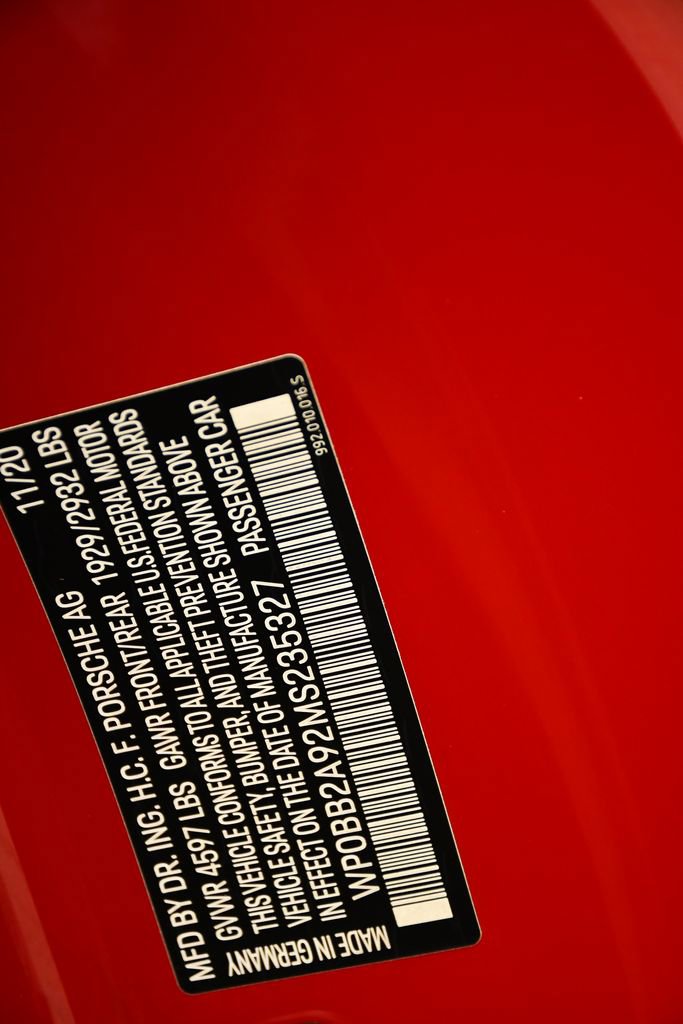 MFD BY DR. ING. H.C. F. PORSCHE AG 11/20
GVWR 4597 LBS GAWR FRONT/REAR 1929/2932 LBS
THIS VEHICLE CONFORMS TO ALL APPLICABLE U.S. FEDERAL MOTOR
VEHICLE SAFETY, BUMPER, AND THEFT PREVENTION STANDARDS
IN EFFECT ON THE DATE OF MANUFACTURE SHOWN ABOVE
WP0BB2A92MS235327 PASSENGER CAR
MADE IN GERMANY
992.010.016 S